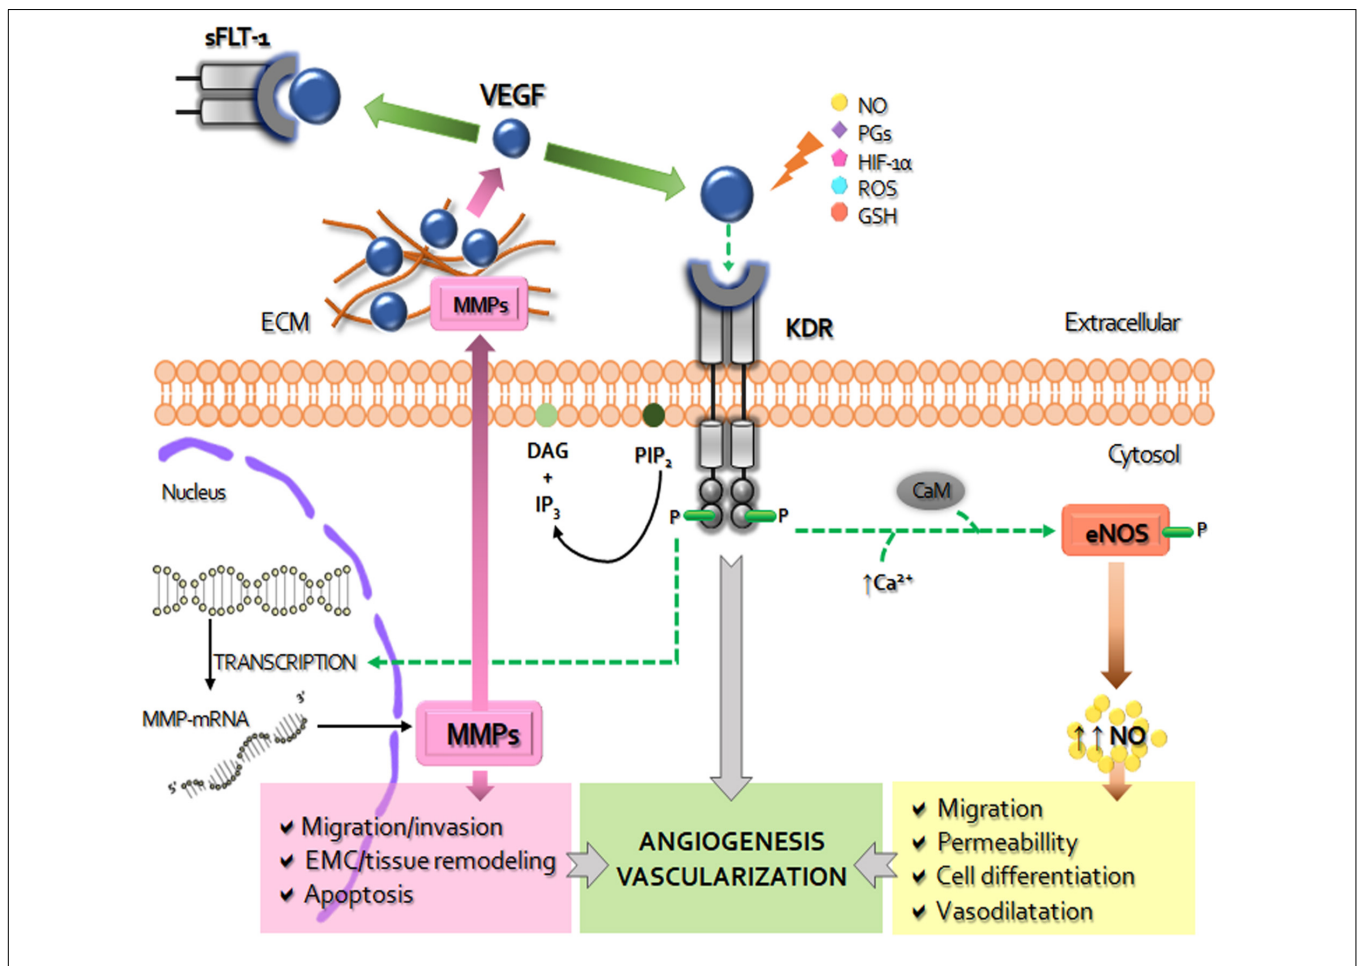 sFLT-1
VEGF
NO
PGs
HIF-1α
ROS
GSH
MMPs
ECM
KDR
Extracellular
Cytosol
Nucleus
DAG
+
IP3
PIP2
P
P
CaM
eNOS
P
↑Ca2+
TRANSCRIPTION
MMP-mRNA
3'
5'
MMPs
↑↑NO
Migration/invasion
EMC/tissue remodeling
Apoptosis
ANGIOGENESIS
VASCULARIZATION
Migration
Permeabillity
Cell differentiation
Vasodilatation